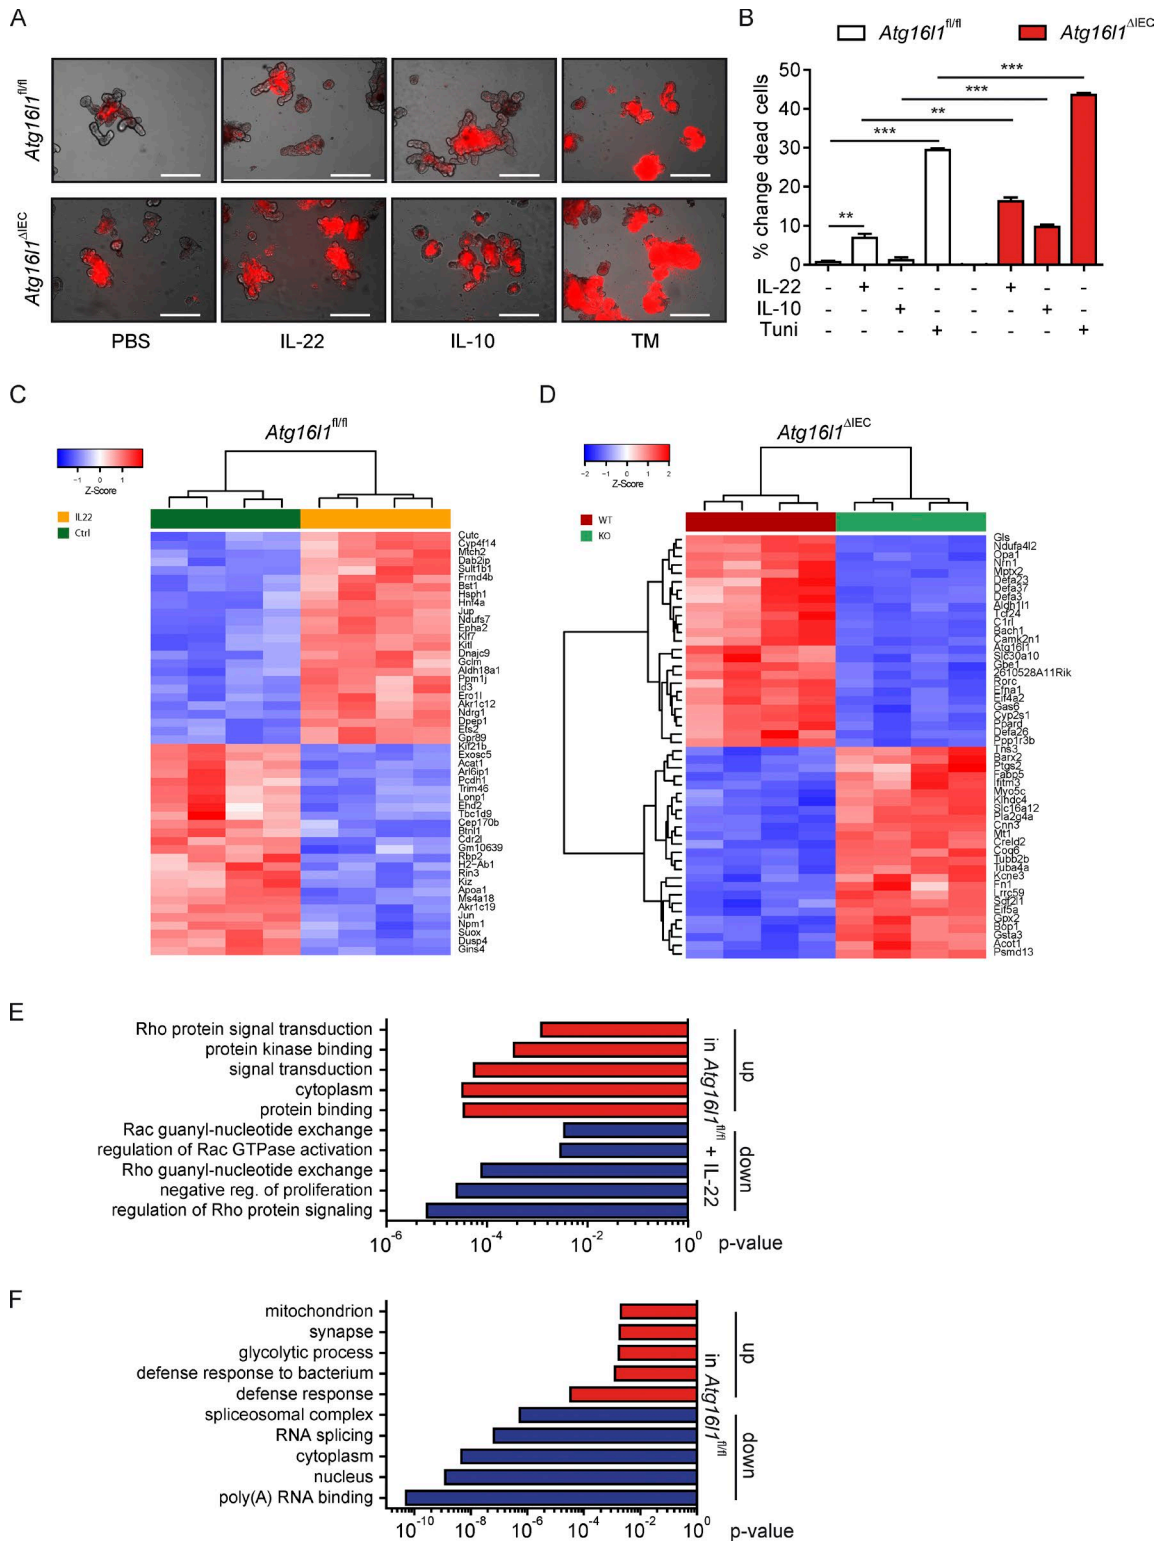 A
Atg16l1fl/fl
Atg16l1ΔIEC
PBS
IL-22
IL-10
TM
B
Atg16l1fl/fl
Atg16l1ΔIEC
% change dead cells
50
40
30
20
10
0
***
***
**
***
**
IL-22 - + - - - + - -
IL-10 - - + - - - + -
Tuni - - - + - - - +
C
Atg16l1fl/fl
-1 0 1
Z-Score
IL22
Ctrl
Cutc
Cyp4f14
Mtch2
Dab2ip
Sult1b1
Frmd4b
Bst1
Hsph1
Hnf4a
Jup
Ndufs7
Epha2
Klf7
Kitl
Dnajc9
Gclm
Aldh18a1
Ppm1j
Id3
Ero1l
Akr1c12
Ndrg1
Dpep1
Ets2
Gpr89
Kif21b
Exosc5
Acat1
Arl6ip1
Pcdh1
Trim46
Lonp1
Ehd2
Tbc1d9
Cep170b
Btnl1
Cdr2l
Gm10639
Rbp2
H2-Ab1
Rin3
Kiz
Apoa1
Ms4a18
Akr1c19
Jun
Npm1
Suox
Dusp4
Gins4
D
Atg16l1ΔIEC
-2 -1 0 1 2
Z-Score
WT
KO
Gls
Ndufa4l2
Opa1
Nrn1
Mptx2
Defa23
Defa37
Defa3
Aldh1l1
Tcf24
C1rl
Bach1
Camk2n1
Atg16l1
Slc30a10
Gbe1
2610528A11Rik
Rorc
Efna1
Eif4a2
Gas6
Cyp2s1
Ppard
Defa26
Ppp1r3b
Tns3
Barx2
Ptgs2
Fabp5
Ifitm3
Myo5c
Klhdc4
Slc16a12
Pla2g4a
Cnn3
Mt1
Creld2
Coq6
Tubb2b
Tuba4a
Kcne3
Fn1
Lrrc59
Sdf2l1
Eif5a
Gpx2
Bop1
Gsta3
Acot1
Psmd13
E
Rho protein signal transduction
protein kinase binding
signal transduction
cytoplasm
protein binding
Rac guanyl-nucleotide exchange
regulation of Rac GTPase activation
Rho guanyl-nucleotide exchange
negative reg. of proliferation
regulation of Rho protein signaling
10-6 10-4 10-2 100 p-value
in Atg16l1fl/fl + IL-22
up
down
F
mitochondrion
synapse
glycolytic process
defense response to bacterium
defense response
spliceosomal complex
RNA splicing
cytoplasm
nucleus
poly(A) RNA binding
10-10 10-8 10-6 10-4 10-2 100 p-value
in Atg16l1fl/fl
up
down